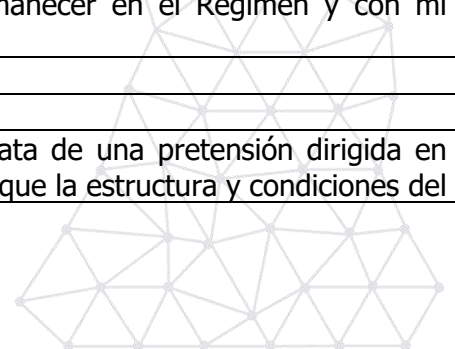 manecer en el Régimen y con mi
ata de una pretensión dirigida en
que la estructura y condiciones del